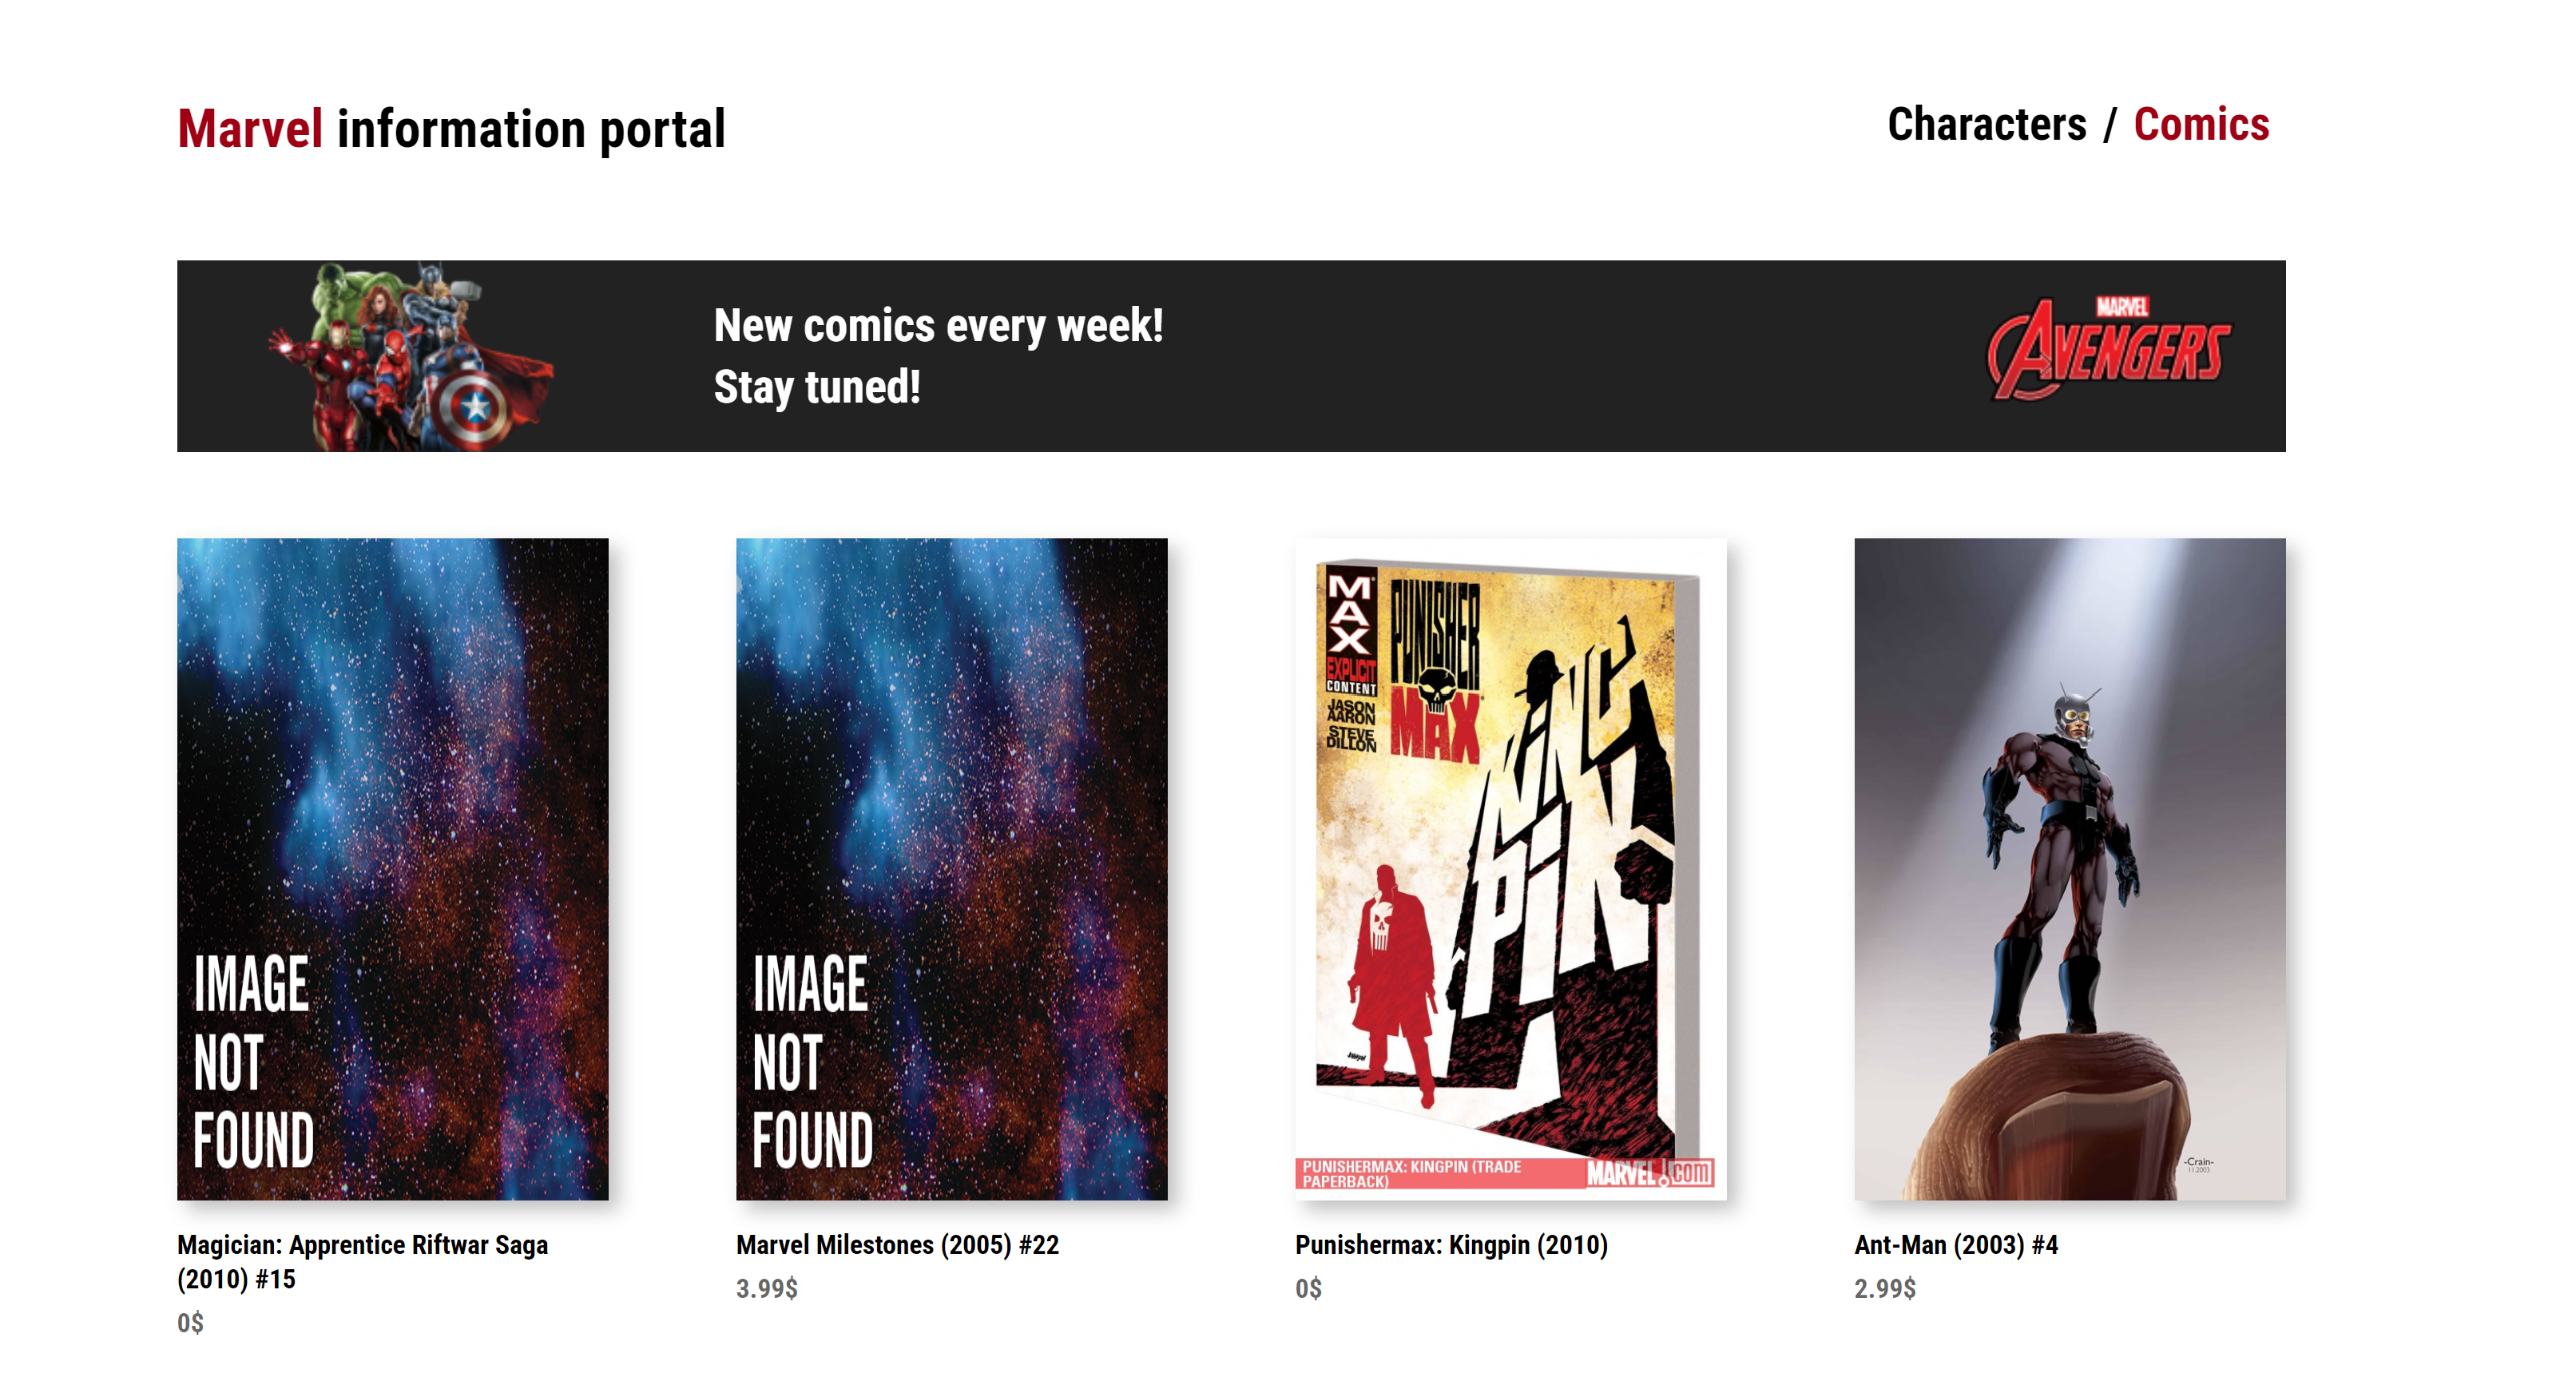 Marvel information portal
Characters / Comics
New comics every week!
Stay tuned!
MARVEL
AVENGERS
IMAGE
NOT
FOUND
IMAGE
NOT
FOUND
MAX
EXPLICIT
CONTENT
JASON
AARON
STEVE
DILLON
PUNISHER
MAX
KINGPIN
PUNISHERMAX: KINGPIN (TRADE
PAPERBACK)
MARVEL.com
-Crain-
11.2003
Magician: Apprentice Riftwar Saga
(2010) #15
0$
Marvel Milestones (2005) #22
3.99$
Punishermax: Kingpin (2010)
0$
Ant-Man (2003) #4
2.99$